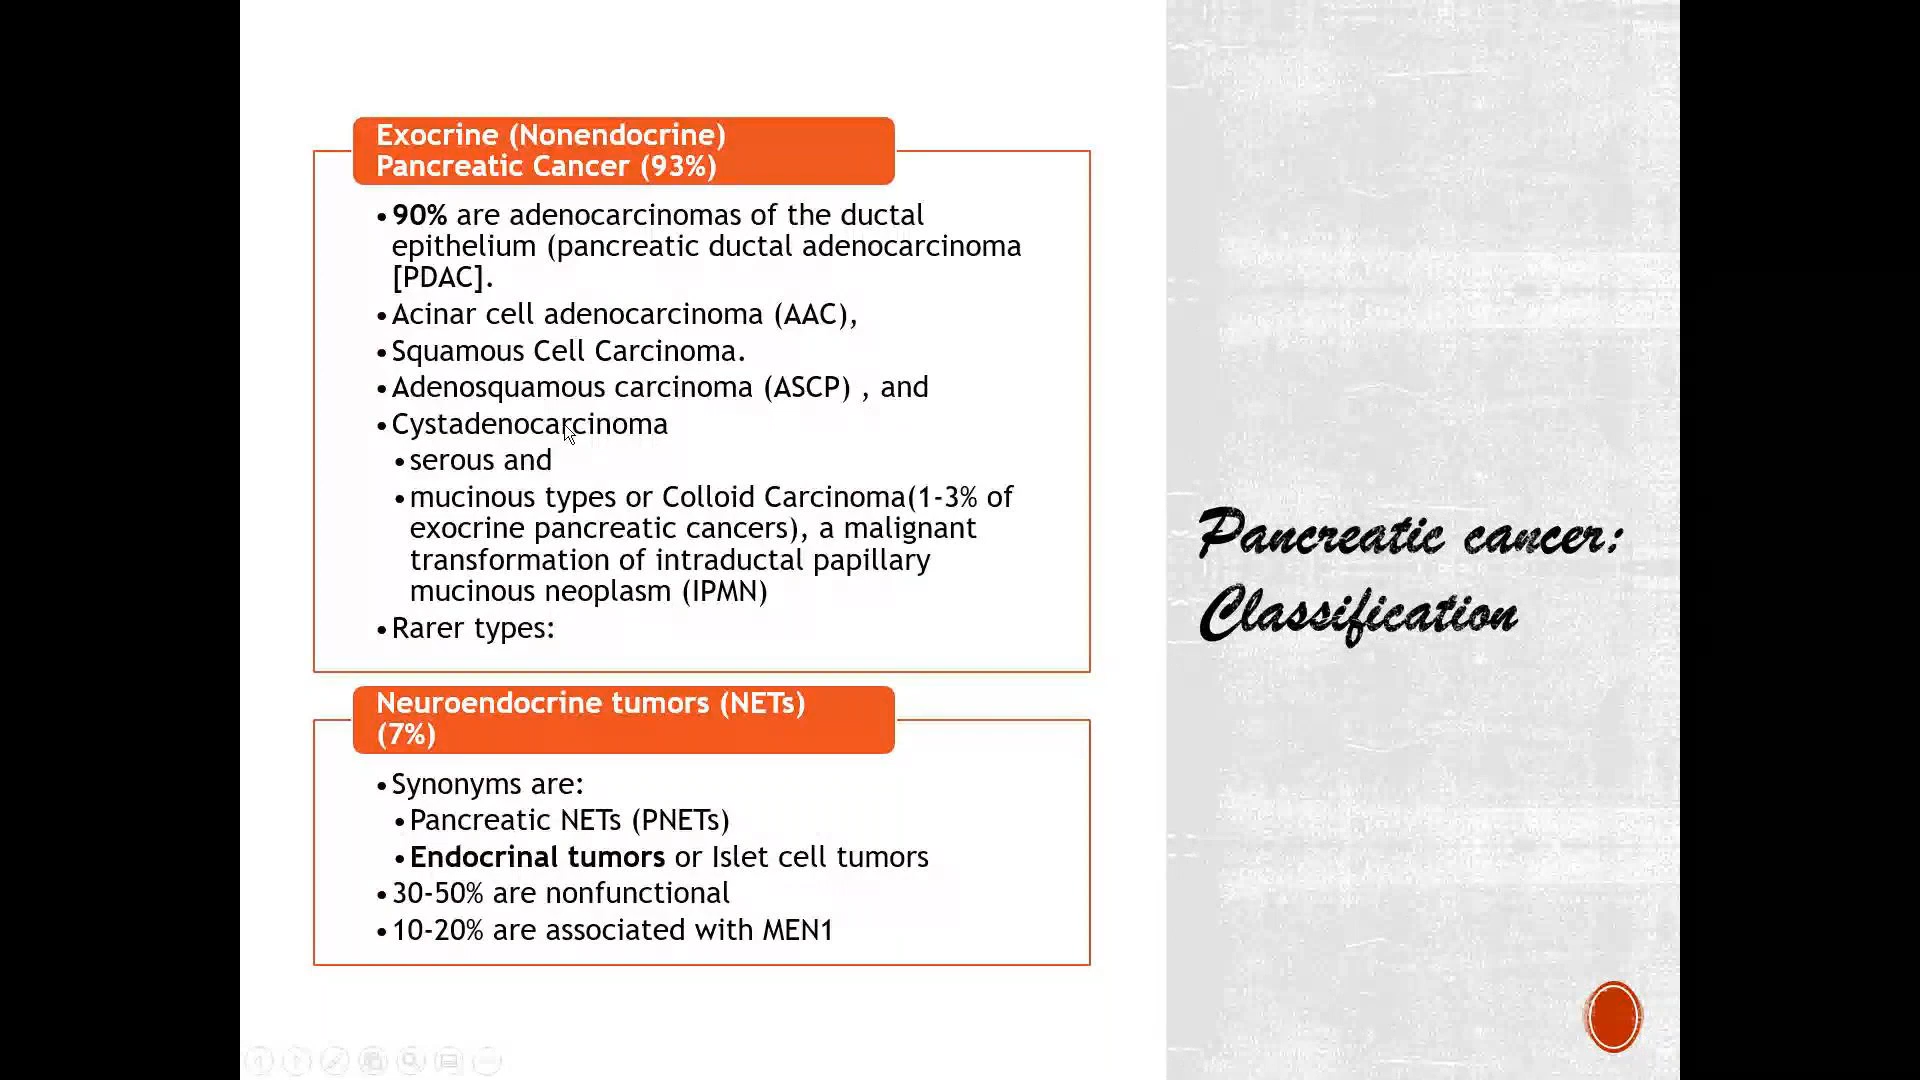 Exocrine (Nonendocrine)
Pancreatic Cancer (93%)
•90% are adenocarcinomas of the ductal
epithelium (pancreatic ductal adenocarcinoma
[PDAC].
•Acinar cell adenocarcinoma (AAC),
•Squamous Cell Carcinoma.
•Adenosquamous carcinoma (ASCP) , and
•Cystadenocarcinoma
•serous and
•mucinous types or Colloid Carcinoma(1-3% of
exocrine pancreatic cancers), a malignant
transformation of intraductal papillary
mucinous neoplasm (IPMN)
•Rarer types:
Neuroendocrine tumors (NETs)
(7%)
•Synonyms are:
•Pancreatic NETs (PNETs)
•Endocrinal tumors or Islet cell tumors
•30-50% are nonfunctional
•10-20% are associated with MEN1
Pancreatic cancer:
Classification